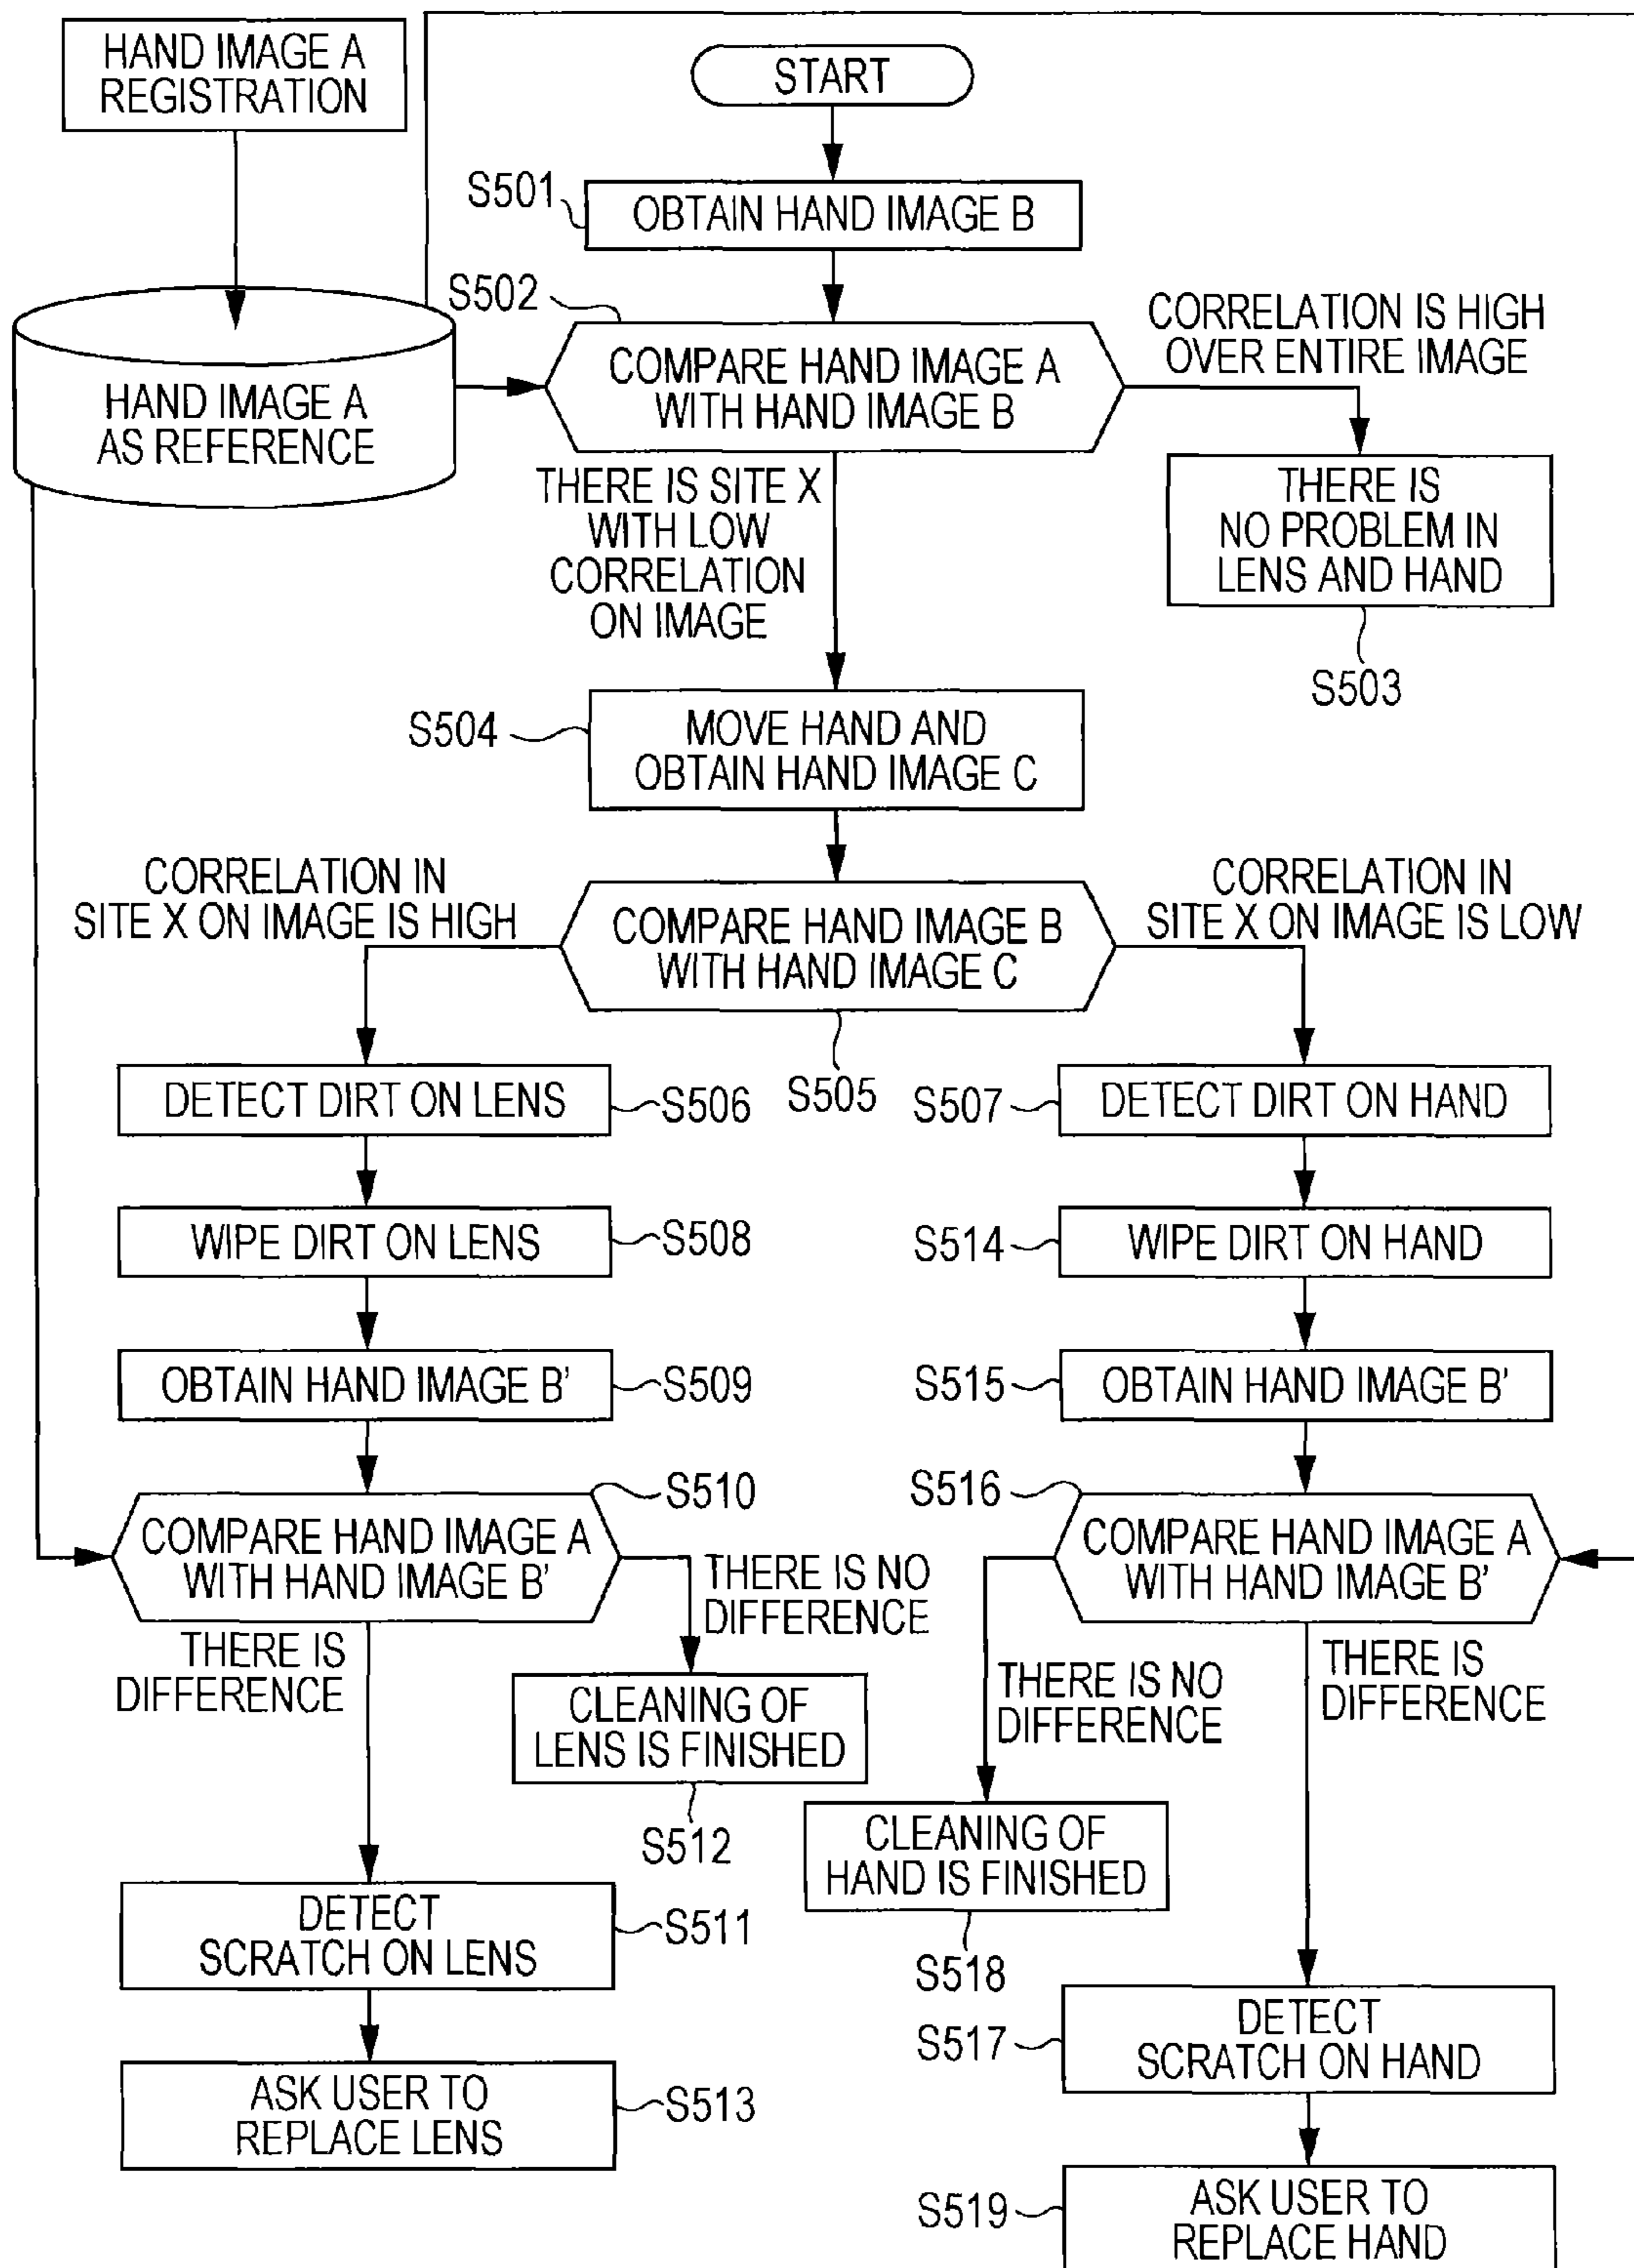 HAND IMAGE A
REGISTRATION
START
S501
OBTAIN HAND IMAGE B
S502
HAND IMAGE A
AS REFERENCE
COMPARE HAND IMAGE A
WITH HAND IMAGE B
CORRELATION IS HIGH
OVER ENTIRE IMAGE
THERE IS SITE X
WITH LOW
CORRELATION
ON IMAGE
THERE IS
NO PROBLEM IN
LENS AND HAND
S503
S504
MOVE HAND AND
OBTAIN HAND IMAGE C
CORRELATION IN
SITE X ON IMAGE IS HIGH
COMPARE HAND IMAGE B
WITH HAND IMAGE C
CORRELATION IN
SITE X ON IMAGE IS LOW
S505
DETECT DIRT ON LENS
S506
S507
DETECT DIRT ON HAND
WIPE DIRT ON LENS
S508
S514
WIPE DIRT ON HAND
OBTAIN HAND IMAGE B'
S509
S515
OBTAIN HAND IMAGE B'
S510
S516
COMPARE HAND IMAGE A
WITH HAND IMAGE B'
COMPARE HAND IMAGE A
WITH HAND IMAGE B'
THERE IS NO
DIFFERENCE
THERE IS
DIFFERENCE
THERE IS NO
DIFFERENCE
THERE IS
DIFFERENCE
CLEANING OF
LENS IS FINISHED
S512
CLEANING OF
HAND IS FINISHED
S518
DETECT
SCRATCH ON LENS
S511
S517
DETECT
SCRATCH ON HAND
ASK USER TO
REPLACE LENS
S513
S519
ASK USER TO
REPLACE HAND